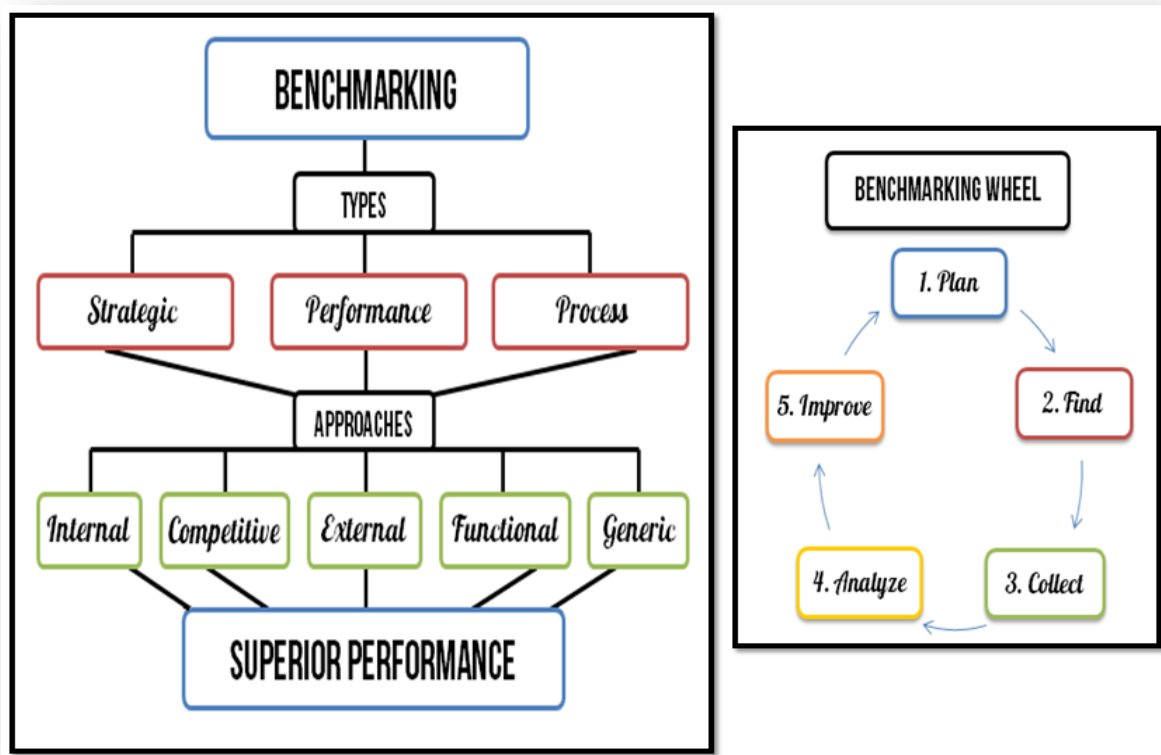 BENCHMARKING
TYPES
Strategic
Performance
Process
APPROACHES
Internal
Competitive
External
Functional
Generic
SUPERIOR PERFORMANCE
BENCHMARKING WHEEL
1. Plan
2. Find
3. Collect
4. Analyze
5. Improve